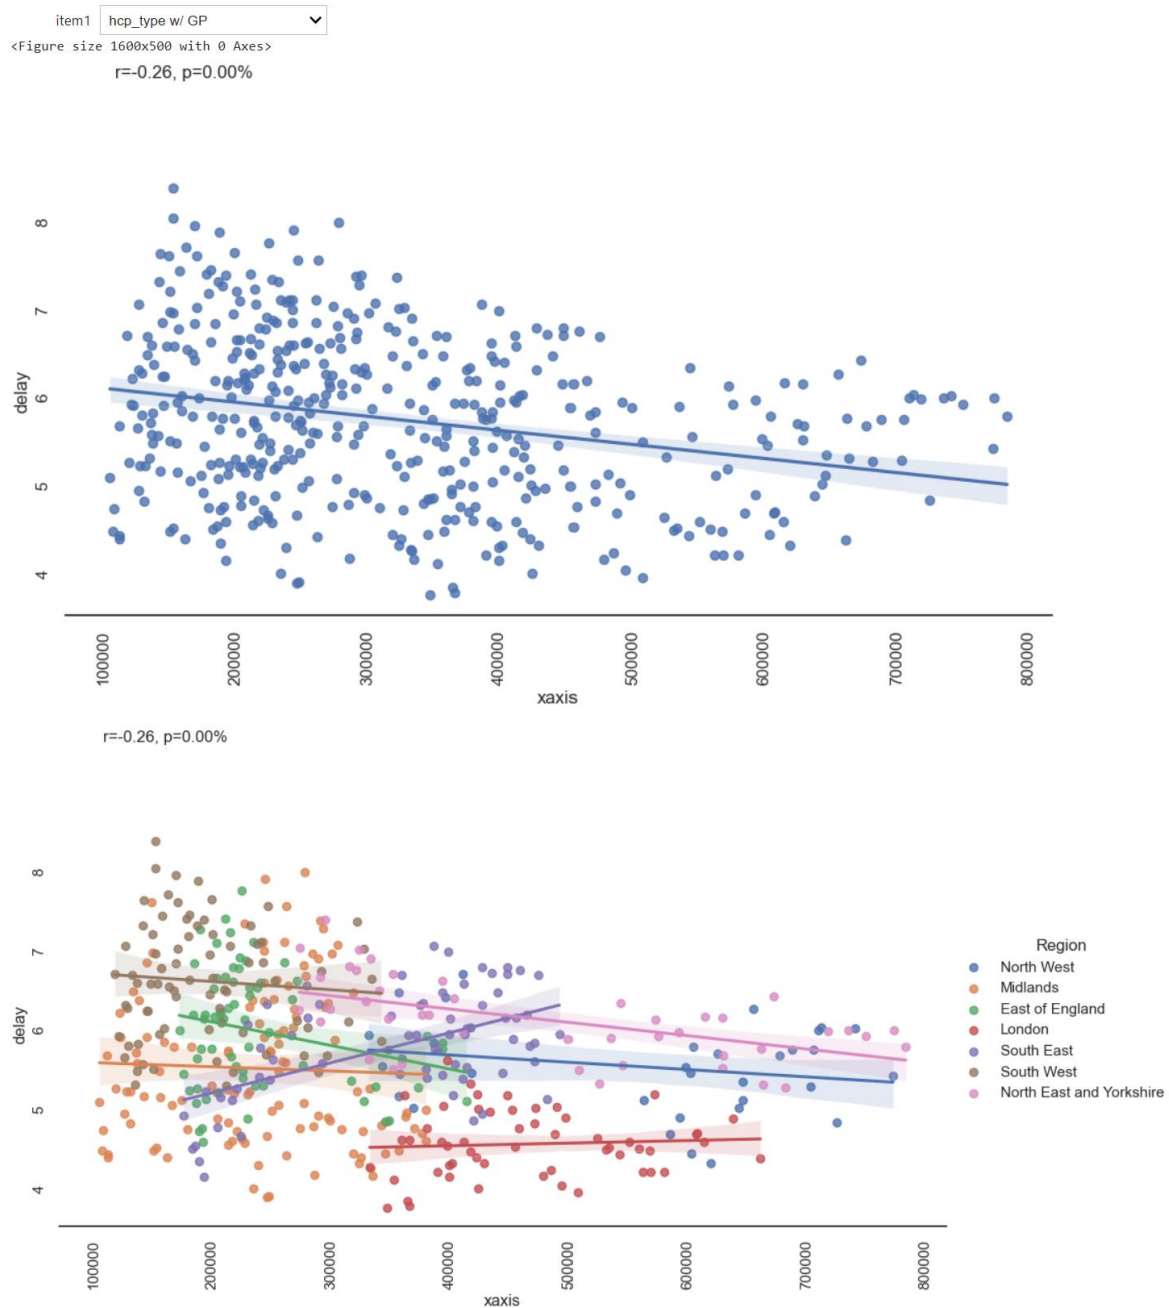 item1 hcp_type w/ GP
<Figure size 1600x500 with 0 Axes>
r=-0.26, p=0.00%
8
7
6
5
4
delay
100000 200000 300000 400000 500000 600000 700000 800000
xaxis
r=-0.26, p=0.00%
8
7
6
5
4
delay
Region
North West
Midlands
East of England
London
South East
South West
North East and Yorkshire
100000 200000 300000 400000 500000 600000 700000 800000
xaxis